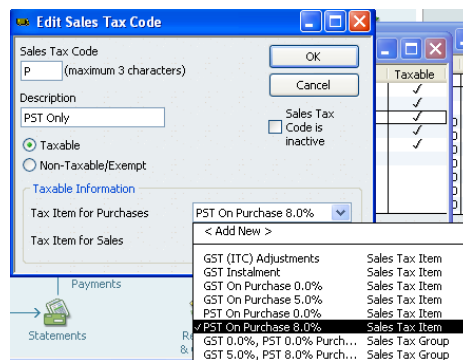 Edit Sales Tax Code
Sales Tax Code
P (maximum 3 characters)
OK
Cancel
Description
PST Only
Sales Tax
Code is
inactive
Taxable
Non-Taxable/Exempt
Taxable Information
Tax Item for Purchases PST On Purchase 8.0%
Tax Item for Sales
< Add New >
GST (ITC) Adjustments Sales Tax Item
GST Instalment Sales Tax Item
GST On Purchase 0.0% Sales Tax Item
GST On Purchase 5.0% Sales Tax Item
PST On Purchase 0.0% Sales Tax Item
✓PST On Purchase 8.0% Sales Tax Item
GST 0.0%, PST 0.0% Purch... Sales Tax Group
GST 5.0%, PST 8.0% Purch... Sales Tax Group
Taxable
Payments
Statements